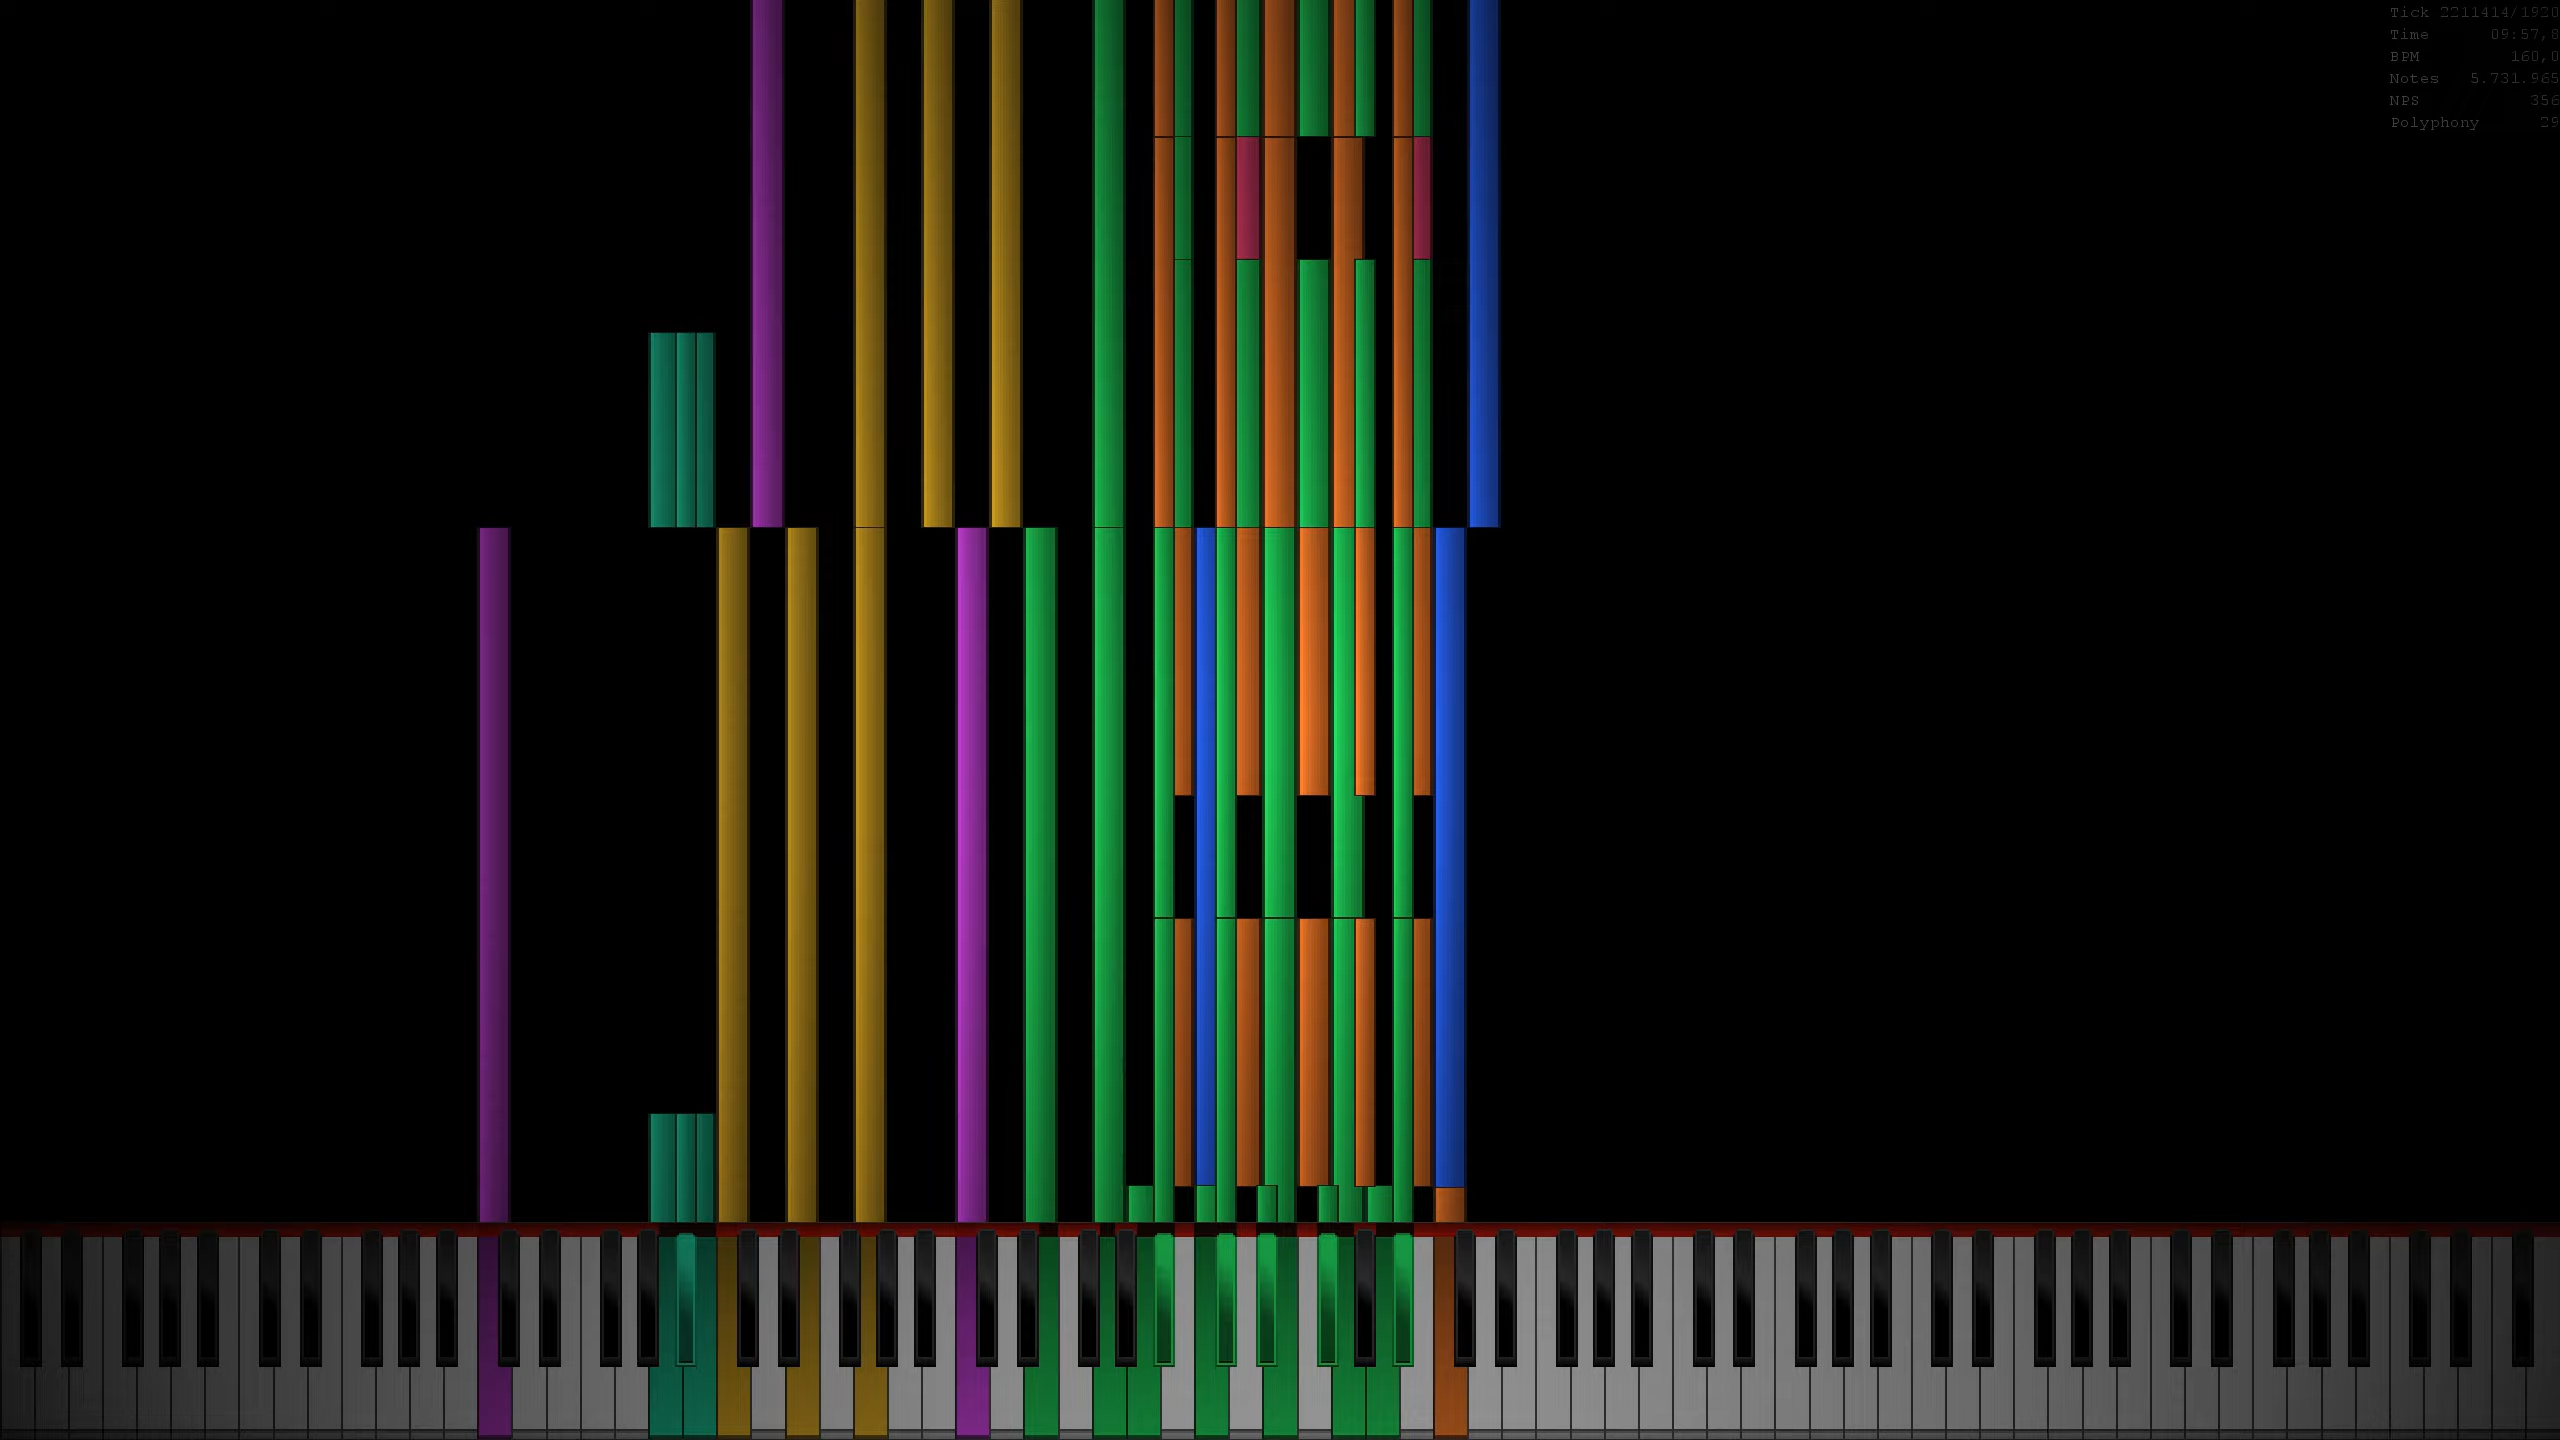 Tick 2211414/1920
Time 09:57,8
BPM 160,0
Notes 5.731.965
NPS 356
Polyphony 29